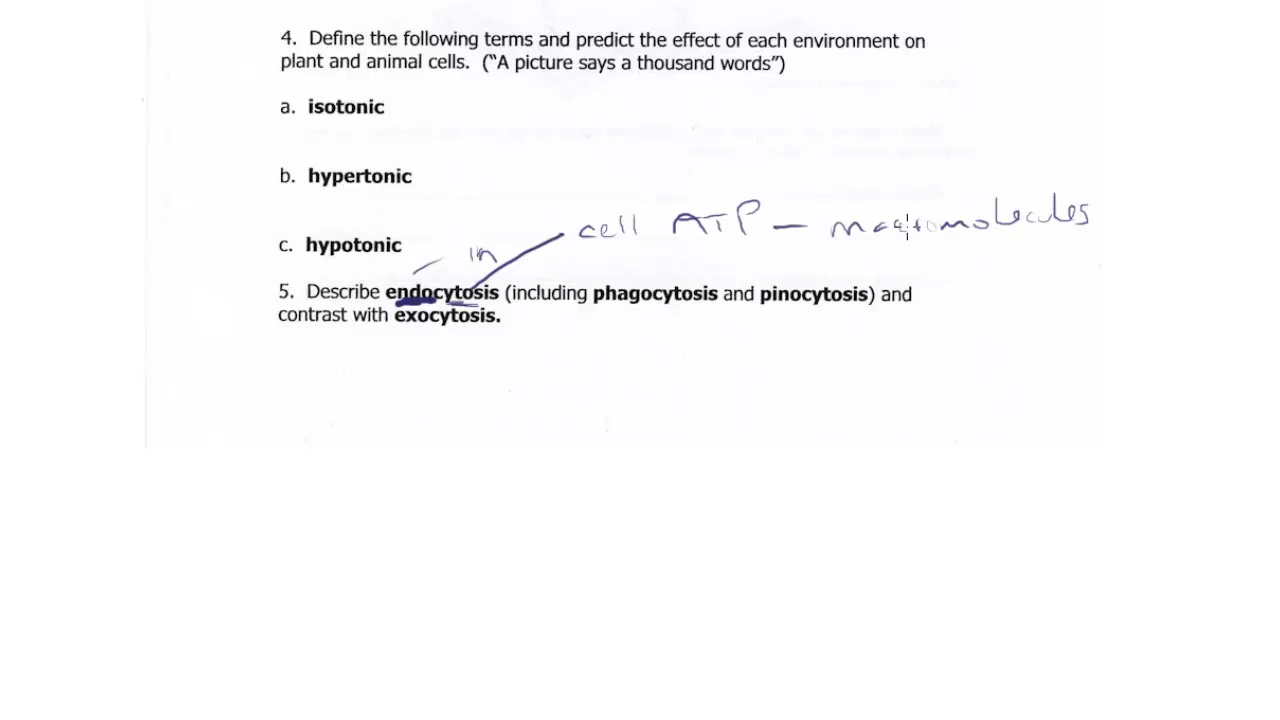 4. Define the following terms and predict the effect of each environment on
plant and animal cells. ("A picture says a thousand words")
a. isotonic
b. hypertonic
cell ATP — macromolecules
c. hypotonic
in
5. Describe endocytosis (including phagocytosis and pinocytosis) and
contrast with exocytosis.